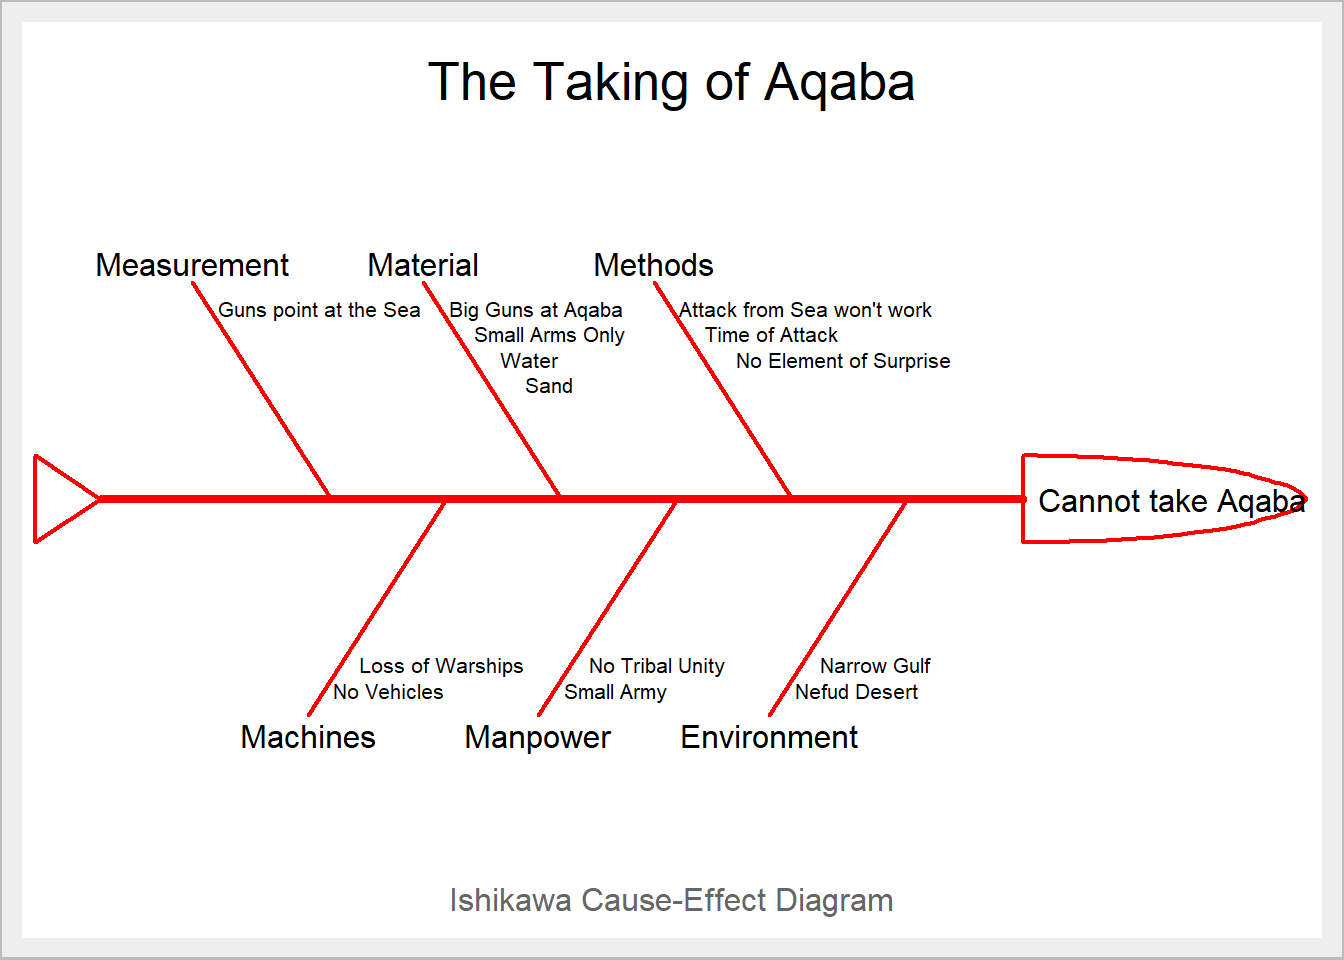 The Taking of Aqaba
Measurement
Guns point at the Sea
Material
Big Guns at Aqaba
Small Arms Only
Water
Sand
Methods
Attack from Sea won't work
Time of Attack
No Element of Surprise
Cannot take Aqaba
Loss of Warships
No Vehicles
Machines
No Tribal Unity
Small Army
Manpower
Narrow Gulf
Nefud Desert
Environment
Ishikawa Cause-Effect Diagram